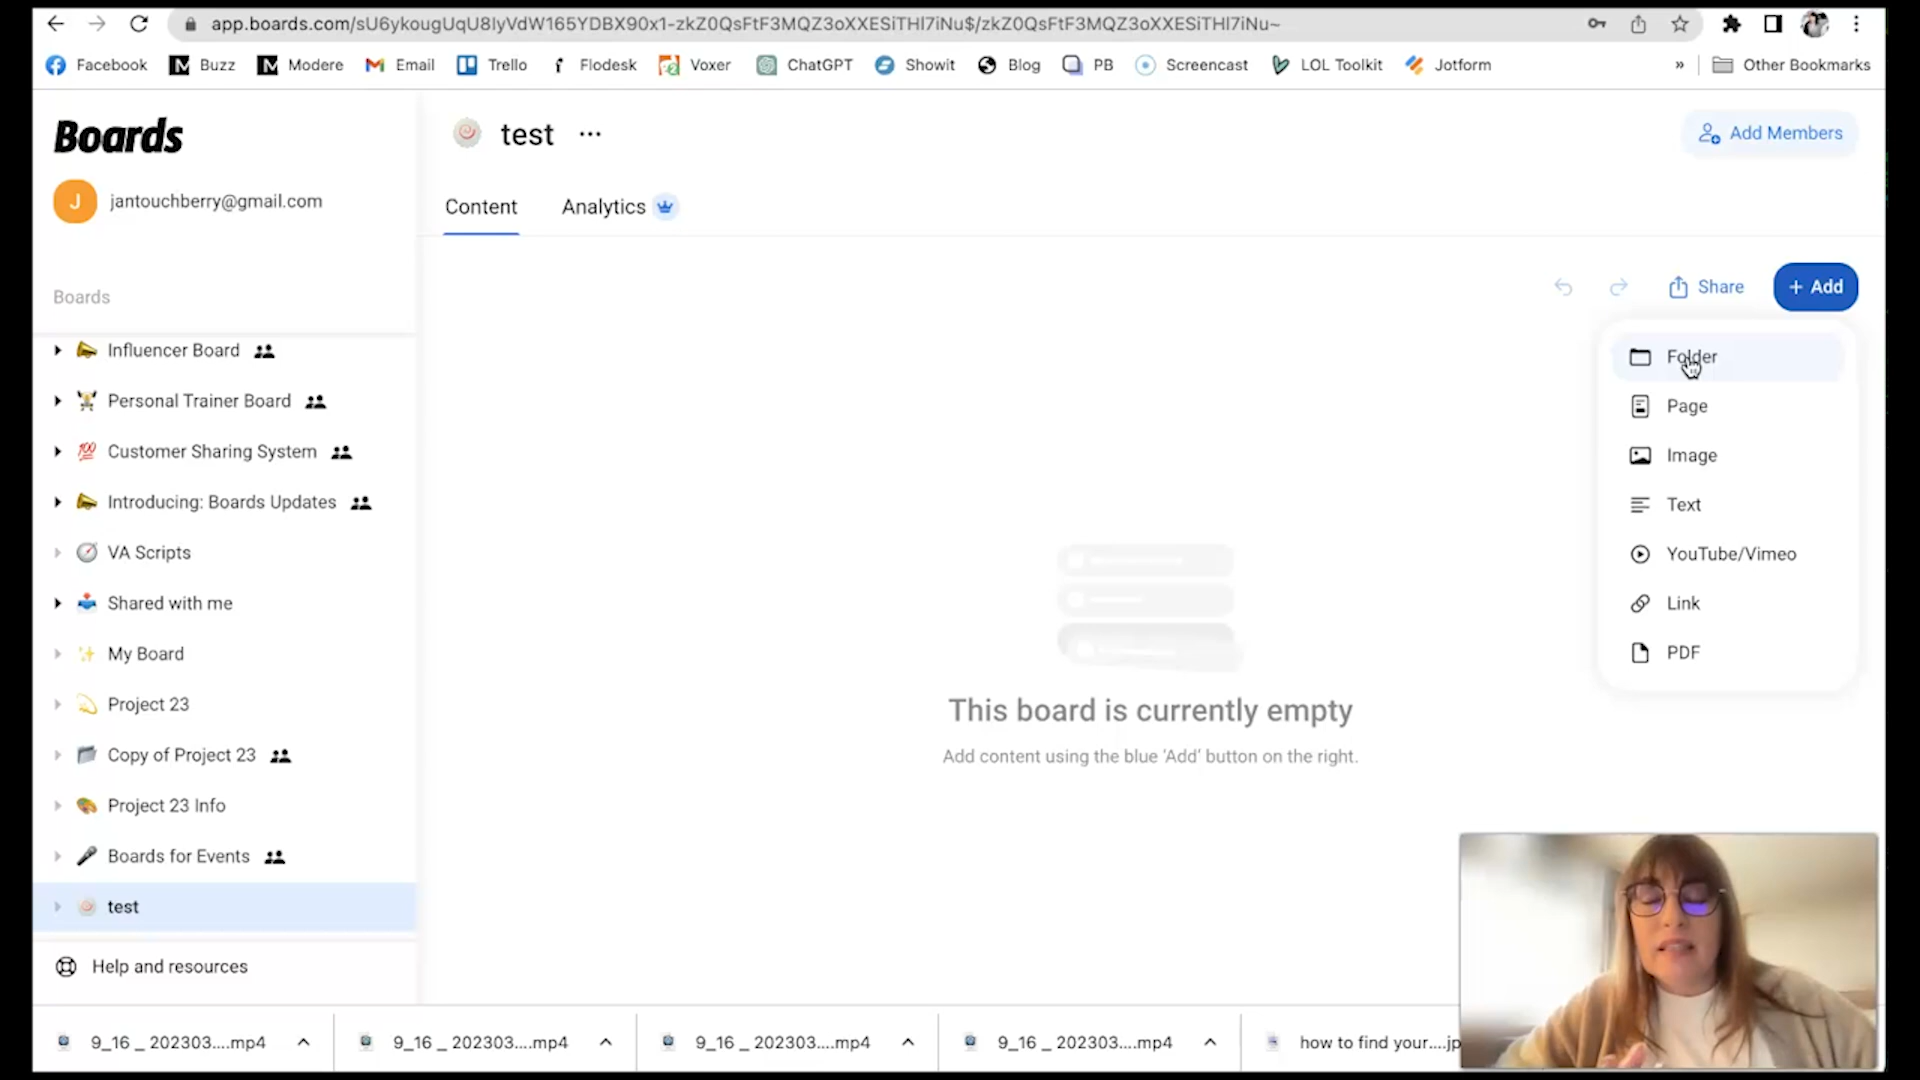 app.boards.com/sU6ykougUqU8IyVdW165YDBX90x1-zkZ0QsFtF3MQZ3oXXESiTHl7iNu$/zkZ0QsFtF3MQZ3oXXESiTHl7iNu~
Facebook Buzz Modere Email Trello Flodesk Voxer ChatGPT Showit Blog PB Screencast LOL Toolkit Jotform » Other Bookmarks
Boards
J jantouchberry@gmail.com
Boards
Influencer Board
Personal Trainer Board
Customer Sharing System
Introducing: Boards Updates
VA Scripts
Shared with me
My Board
Project 23
Copy of Project 23
Project 23 Info
Boards for Events
test
Help and resources
test ...
Add Members
Content Analytics
Share + Add
Folder
Page
Image
Text
YouTube/Vimeo
Link
PDF
This board is currently empty
Add content using the blue ‘Add’ button on the right.
9_16 _ 202303....mp4 9_16 _ 202303....mp4 9_16 _ 202303....mp4 9_16 _ 202303....mp4 how to find your....jp